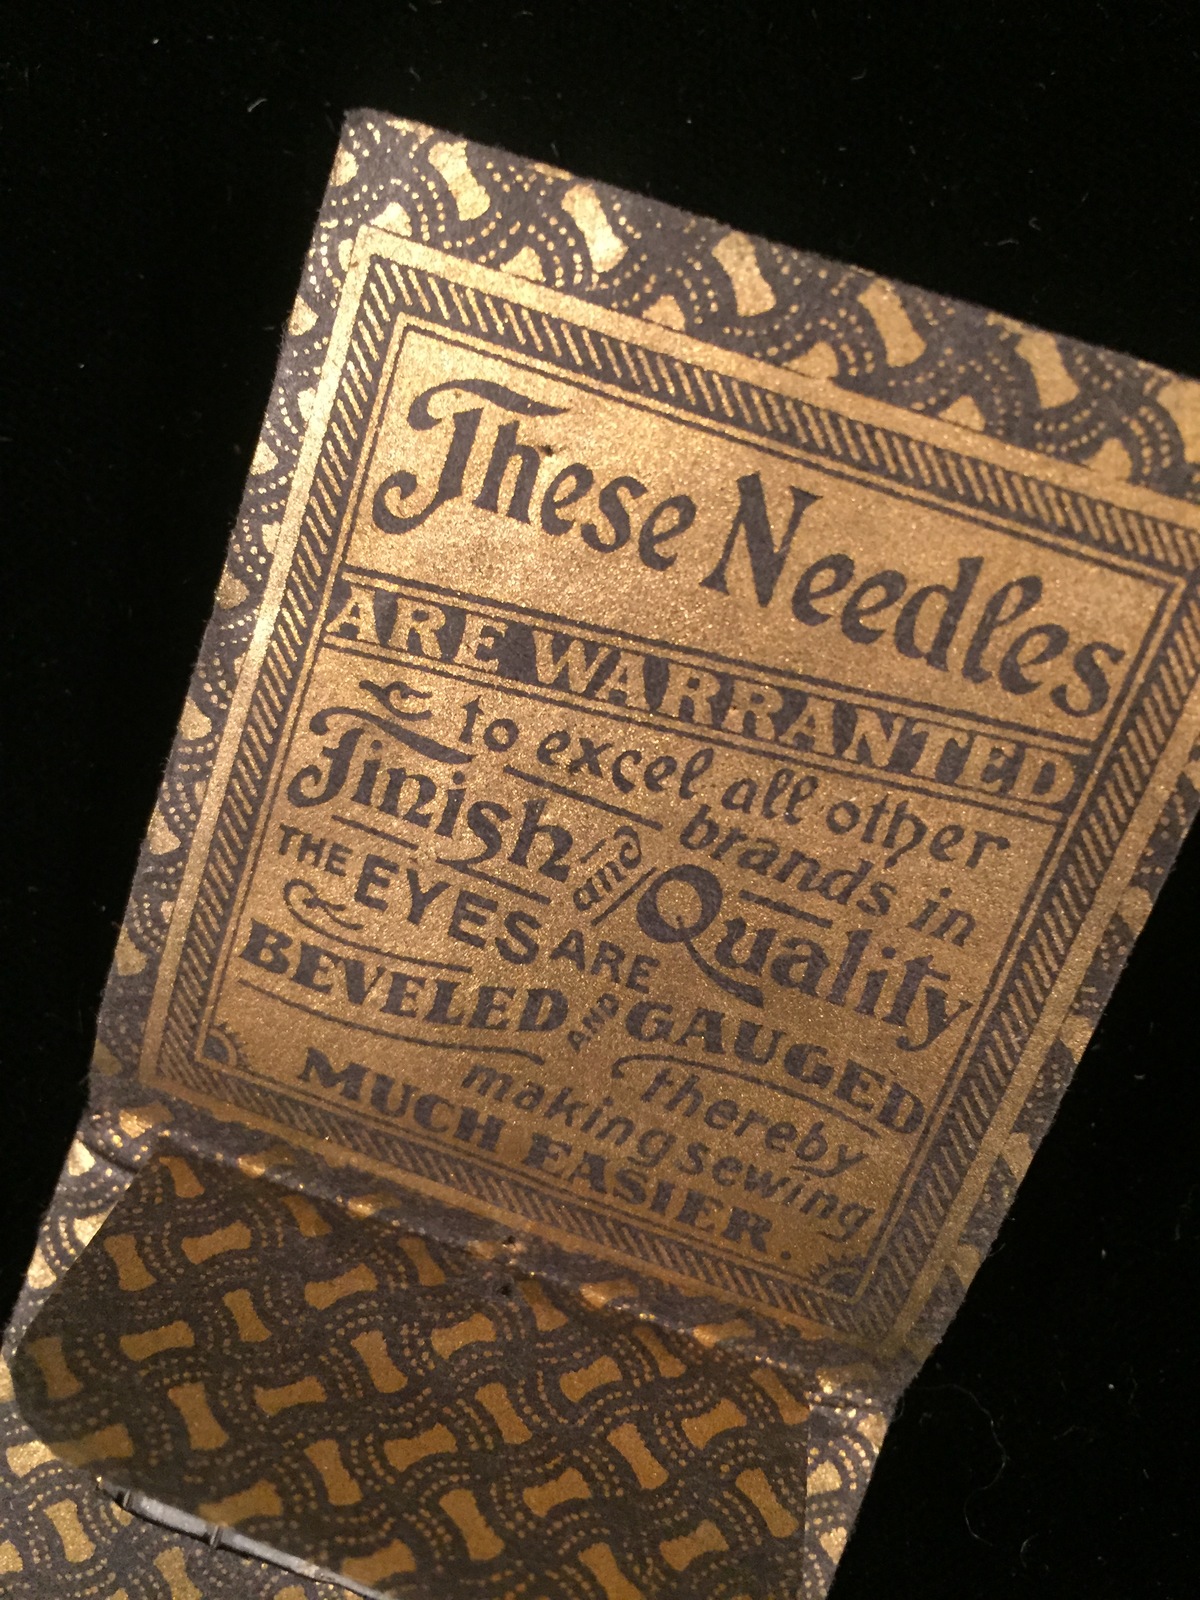 These Needles
ARE WARRANTED
to excel all other
brands in
Finish and Quality
THE EYES ARE
BEVELED AND GAUGED
thereby
making sewing
MUCH EASIER.